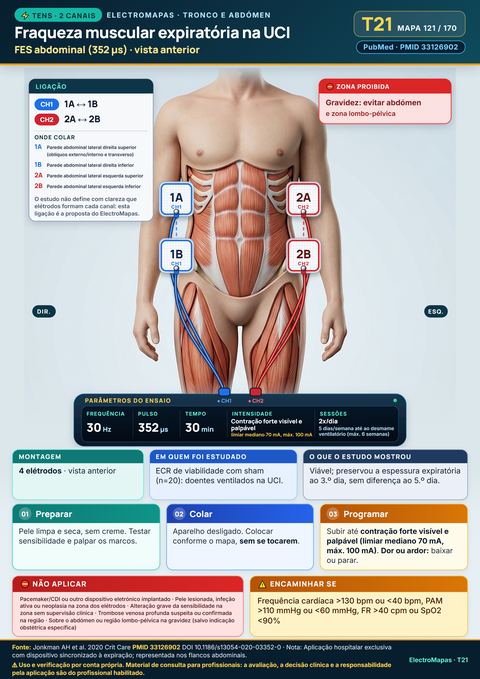 TENS · 2 CANAIS
ELECTROMAPAS · TRONCO E ABDÓMEN
Fraqueza muscular expiratória na UCI
FES abdominal (352 µs) · vista anterior
T21 MAPA 121 / 170
PubMed · PMID 33126902
LIGAÇÃO
CH1 1A ↔ 1B
CH2 2A ↔ 2B
ONDE COLAR
1A Parede abdominal lateral direita superior
(oblíquos externo/interno e transverso)
1B Parede abdominal lateral direita inferior
2A Parede abdominal lateral esquerda superior
2B Parede abdominal lateral esquerda inferior
O estudo não define com clareza que
elétrodos formam cada canal: esta
ligação é a proposta do ElectroMapas.
ZONA PROIBIDA
Gravidez: evitar abdómen
e zona lombo-pélvica
1A
CH1
2A
CH2
1B
CH1
2B
CH2
DIR.
ESQ.
CH1
CH2
PARÂMETROS DO ENSAIO
FREQUÊNCIA
30 Hz
PULSO
352 µs
TEMPO
30 min
INTENSIDADE
Contração forte visível e
palpável
limiar mediano 70 mA, máx. 100 mA
SESSÕES
2x/dia
5 dias/semana até ao desmame
ventilatório (máx. 6 semanas)
MONTAGEM
4 elétrodos · vista anterior
EM QUEM FOI ESTUDADO
ECR de viabilidade com sham
(n=20): doentes ventilados na UCI.
O QUE O ESTUDO MOSTROU
Viável; preservou a espessura expiratória
ao 3.º dia, sem diferença ao 5.º dia.
01 Preparar
Pele limpa e seca, sem creme. Testar
sensibilidade e palpar os marcos.
02 Colar
Aparelho desligado. Colocar
conforme o mapa, sem se tocarem.
03 Programar
Subir até contração forte visível e
palpável (limiar mediano 70 mA,
máx. 100 mA). Dor ou ardor: baixar
ou parar.
NÃO APLICAR
Pacemaker/CDI ou outro dispositivo eletrónico implantado · Pele lesionada, infeção
ativa ou neoplasia na zona dos elétrodos · Alteração grave da sensibilidade na
zona sem supervisão clínica · Trombose venosa profunda suspeita ou confirmada
na região · Sobre o abdómen ou região lombo-pélvica na gravidez (salvo indicação
obstétrica específica)
ENCAMINHAR SE
Frequência cardíaca >130 bpm ou <40 bpm, PAM
>110 mmHg ou <60 mmHg, FR >40 cpm ou SpO2
<90%
Fonte: Jonkman AH et al. 2020 Crit Care PMID 33126902 DOI 10.1186/s13054-020-03352-0 · Nota: Aplicação hospitalar exclusiva
com dispositivo sincronizado à expiração; representada nos flancos abdominais.
Uso e verificação por conta própria. Material de consulta para profissionais: a avaliação, a decisão clínica e a responsabilidade
pela aplicação são do profissional habilitado.
ElectroMapas · T21